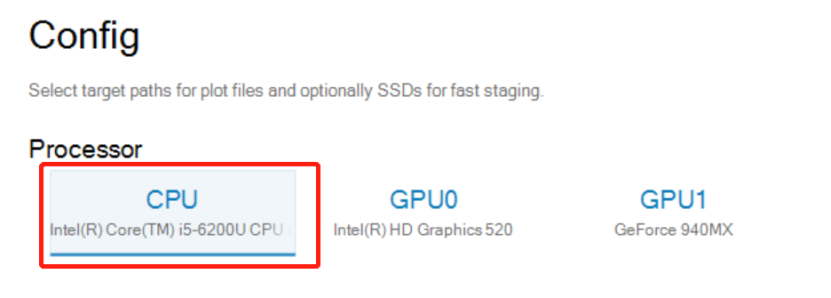 Config
Select target paths for plot files and optionally SSDs for fast staging.
Processor
CPU
Intel(R) Core(TM) i5-6200U CPU
GPU0
Intel(R) HD Graphics 520
GPU1
GeForce 940MX